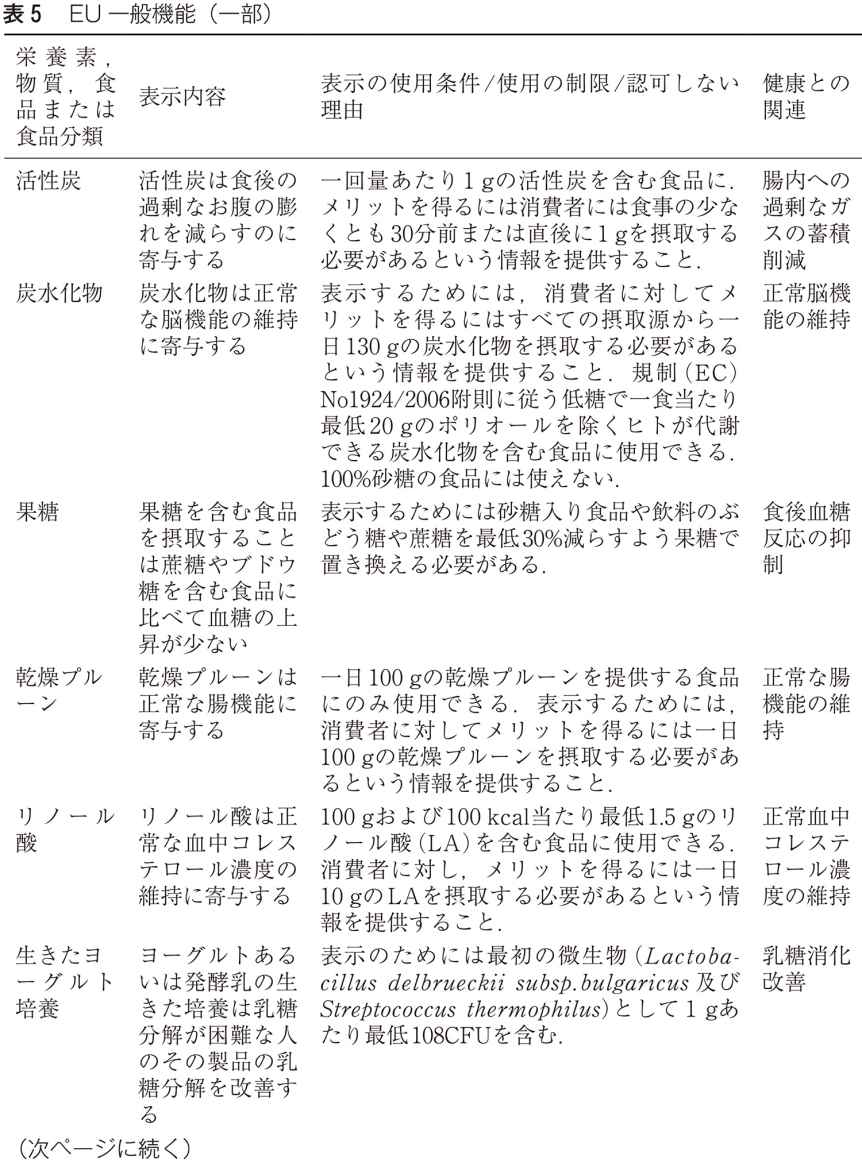 表5 EU一般機能（一部）
栄養素，
物質，食
品または
食品分類
表示内容
表示の使用条件/使用の制限/認可しない
理由
健康との
関連
活性炭
活性炭は食後の
過剰なお腹の膨
れを減らすのに
寄与する
一回量あたり1 gの活性炭を含む食品に．
メリットを得るには消費者には食事の少な
くとも30分前または直後に1 gを摂取する
必要があるという情報を提供すること．
腸内への
過剰なガ
スの蓄積
削減
炭水化物
炭水化物は正常
な脳機能の維持
に寄与する
表示するためには，消費者に対してメ
リットを得るにはすべての摂取源から一
日130 gの炭水化物を摂取する必要がある
という情報を提供すること．規制（EC）
No1924/2006附則に従う低糖で一食当たり
最低20 gのポリオールを除くヒトが代謝
できる炭水化物を含む食品に使用できる．
100%砂糖の食品には使えない．
正常脳機
能の維持
果糖
果糖を含む食品
を摂取すること
は蔗糖やブドウ
糖を含む食品に
比べて血糖の上
昇が少ない
表示するためには砂糖入り食品や飲料のぶ
どう糖や蔗糖を最低30%減らすよう果糖で
置き換える必要がある．
食後血糖
反応の抑
制
乾燥プル
ーン
乾燥プルーンは
正常な腸機能に
寄与する
一日100 gの乾燥プルーンを提供する食品
にのみ使用できる．表示するためには，
消費者に対してメリットを得るには一日
100 gの乾燥プルーンを摂取する必要があ
るという情報を提供すること．
正常な腸
機能の維
持
リノール
酸
リノール酸は正
常な血中コレス
テロール濃度の
維持に寄与する
100 gおよび100 kcal当たり最低1.5 gのリ
ノール酸（LA）を含む食品に使用できる．
消費者に対し，メリットを得るには一日
10 gのLAを摂取する必要があるという情
報を提供すること．
正常血中
コレステ
ロール濃
度の維持
生きたヨ
ーグルト
培養
ヨーグルトある
いは発酵乳の生
きた培養は乳糖
分解が困難な人
のその製品の乳
糖分解を改善す
る
表示のためには最初の微生物（Lactoba-
cillus delbrueckii subsp.bulgaricus 及び
Streptococcus thermophilus）として1 gあ
たり最低108CFUを含む．
乳糖消化
改善
（次ページに続く）